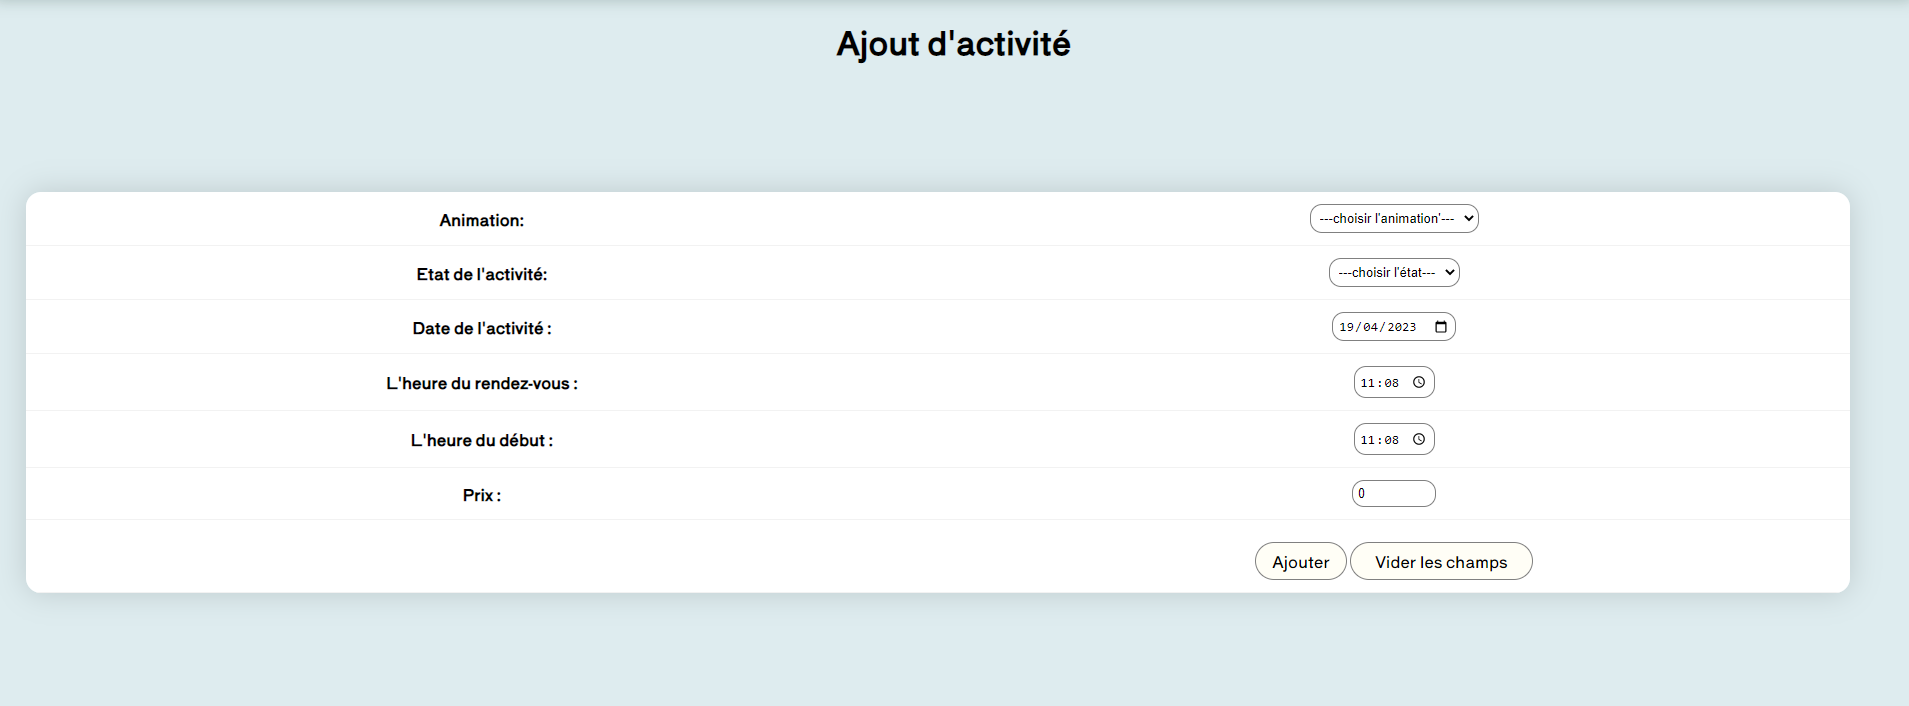 Ajout d'activité
Animation: ---choisir l'animation'---
Etat de l'activité: ---choisir l'état---
Date de l'activité : 19/04/2023
L'heure du rendez-vous : 11:08
L'heure du début : 11:08
Prix : 0
Ajouter Vider les champs